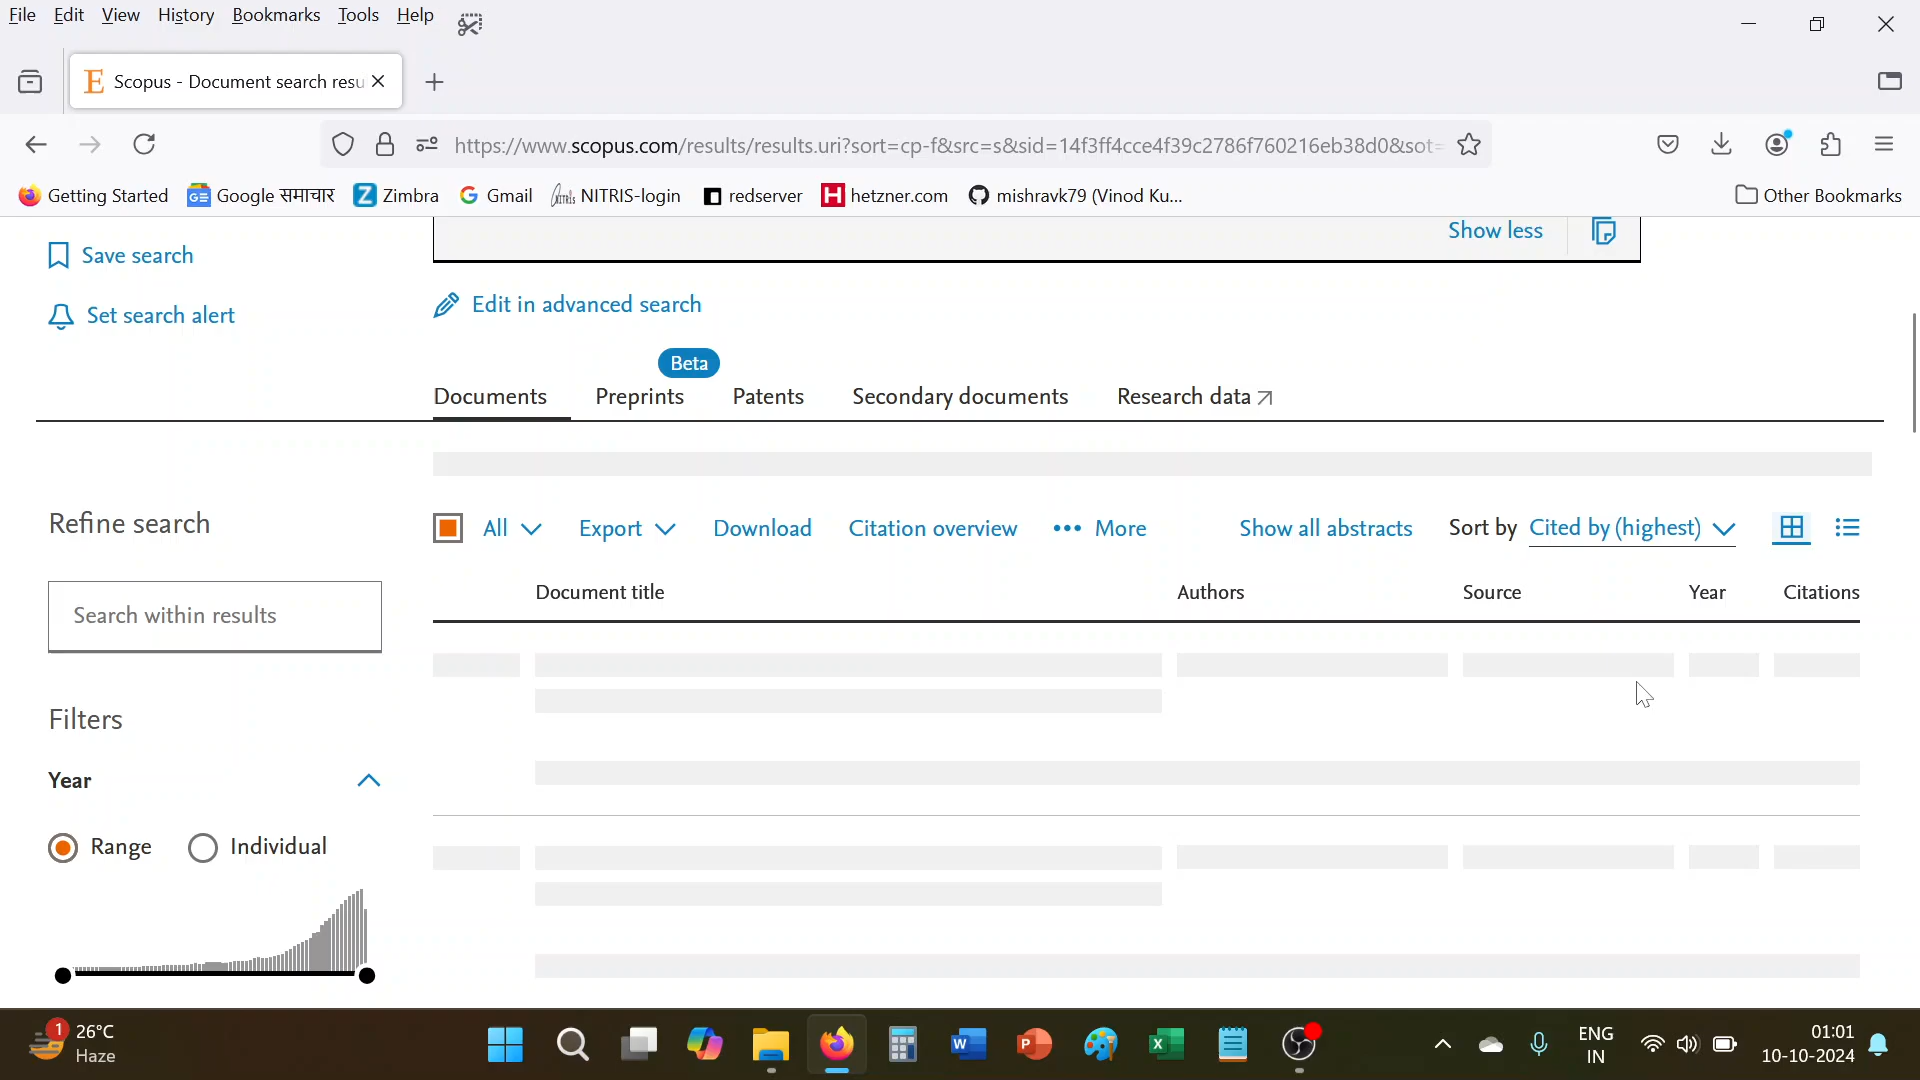 File Edit View History Bookmarks Tools Help
Scopus - Document search resu
https://www.scopus.com/results/results.uri?sort=cp-f&src=s&sid=14f3ff4cce4f39c2786f760216eb38d0&sot=
Getting Started Google समाचार Zimbra Gmail NITRIS-login redserver hetzner.com mishravk79 (Vinod Ku... Other Bookmarks
Show less
Save search
Edit in advanced search
Set search alert
Beta
Documents Preprints Patents Secondary documents Research data
Refine search
All Export Download Citation overview ••• More Show all abstracts Sort by Cited by (highest)
Document title Authors Source Year Citations
Search within results
Filters
Year
Range Individual
1 26°C
Haze
ENG
IN
01:01
10-10-2024